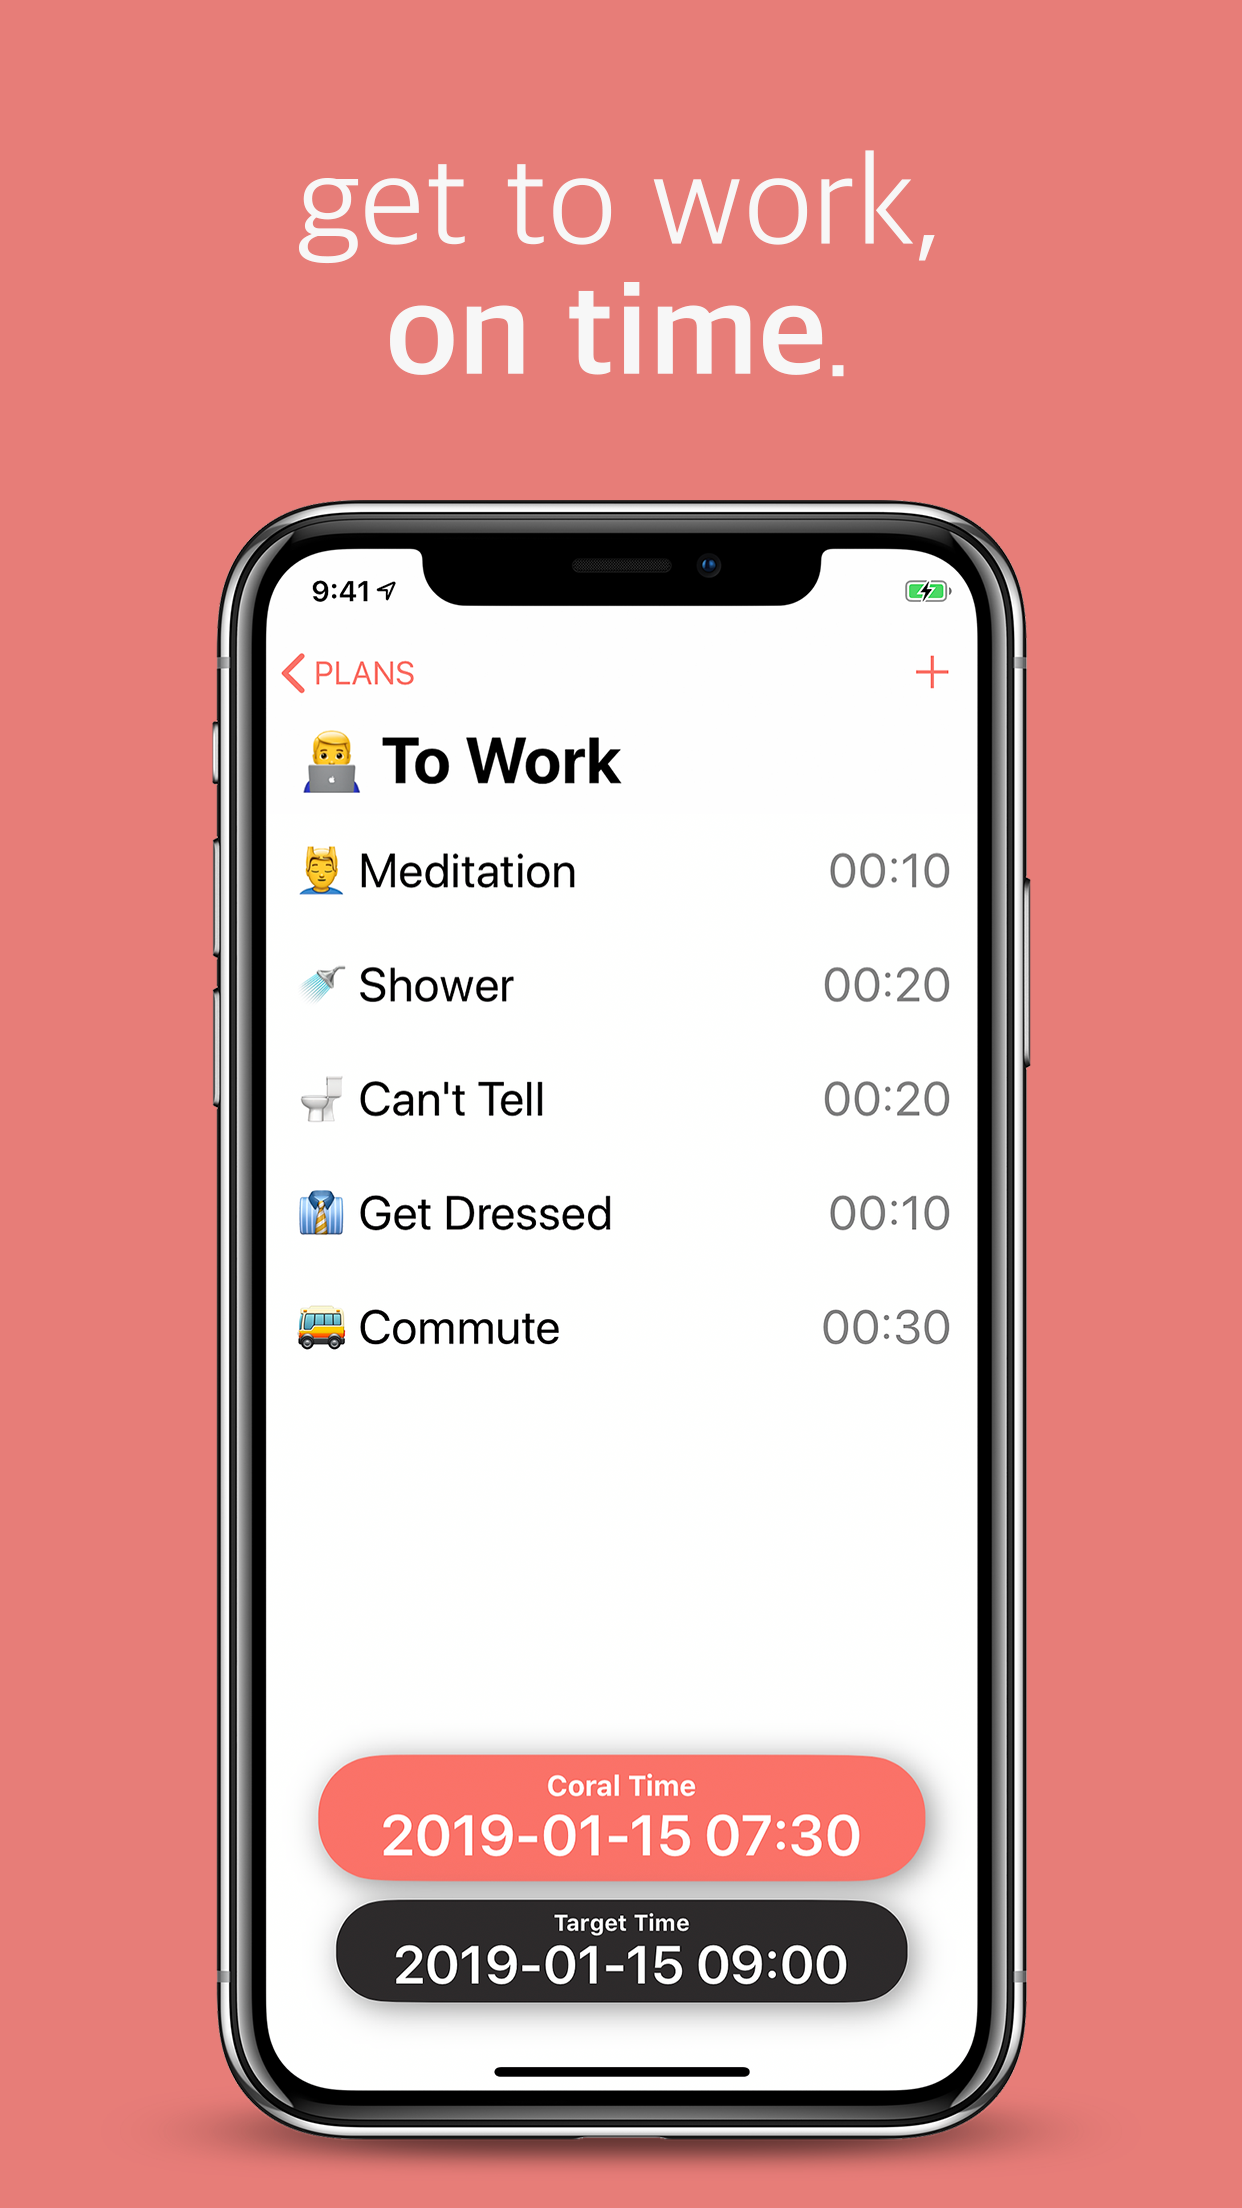 get to work,
on time.
9:41
PLANS
To Work
Meditation 00:10
Shower 00:20
Can't Tell 00:20
Get Dressed 00:10
Commute 00:30
Coral Time
2019-01-15 07:30
Target Time
2019-01-15 09:00